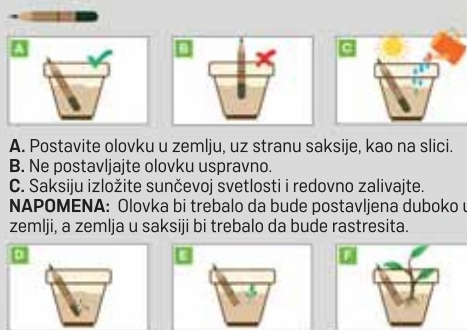 A B C
A. Postavite olovku u zemlju, uz stranu saksije, kao na slici.
B. Ne postavljajte olovku uspravno.
C. Saksiju izložite sunčevoj svetlosti i redovno zalivajte.
NAPOMENA: Olovka bi trebalo da bude postavljena duboko u
zemlji, a zemlja u saksiji bi trebalo da bude rastresita.
D E F